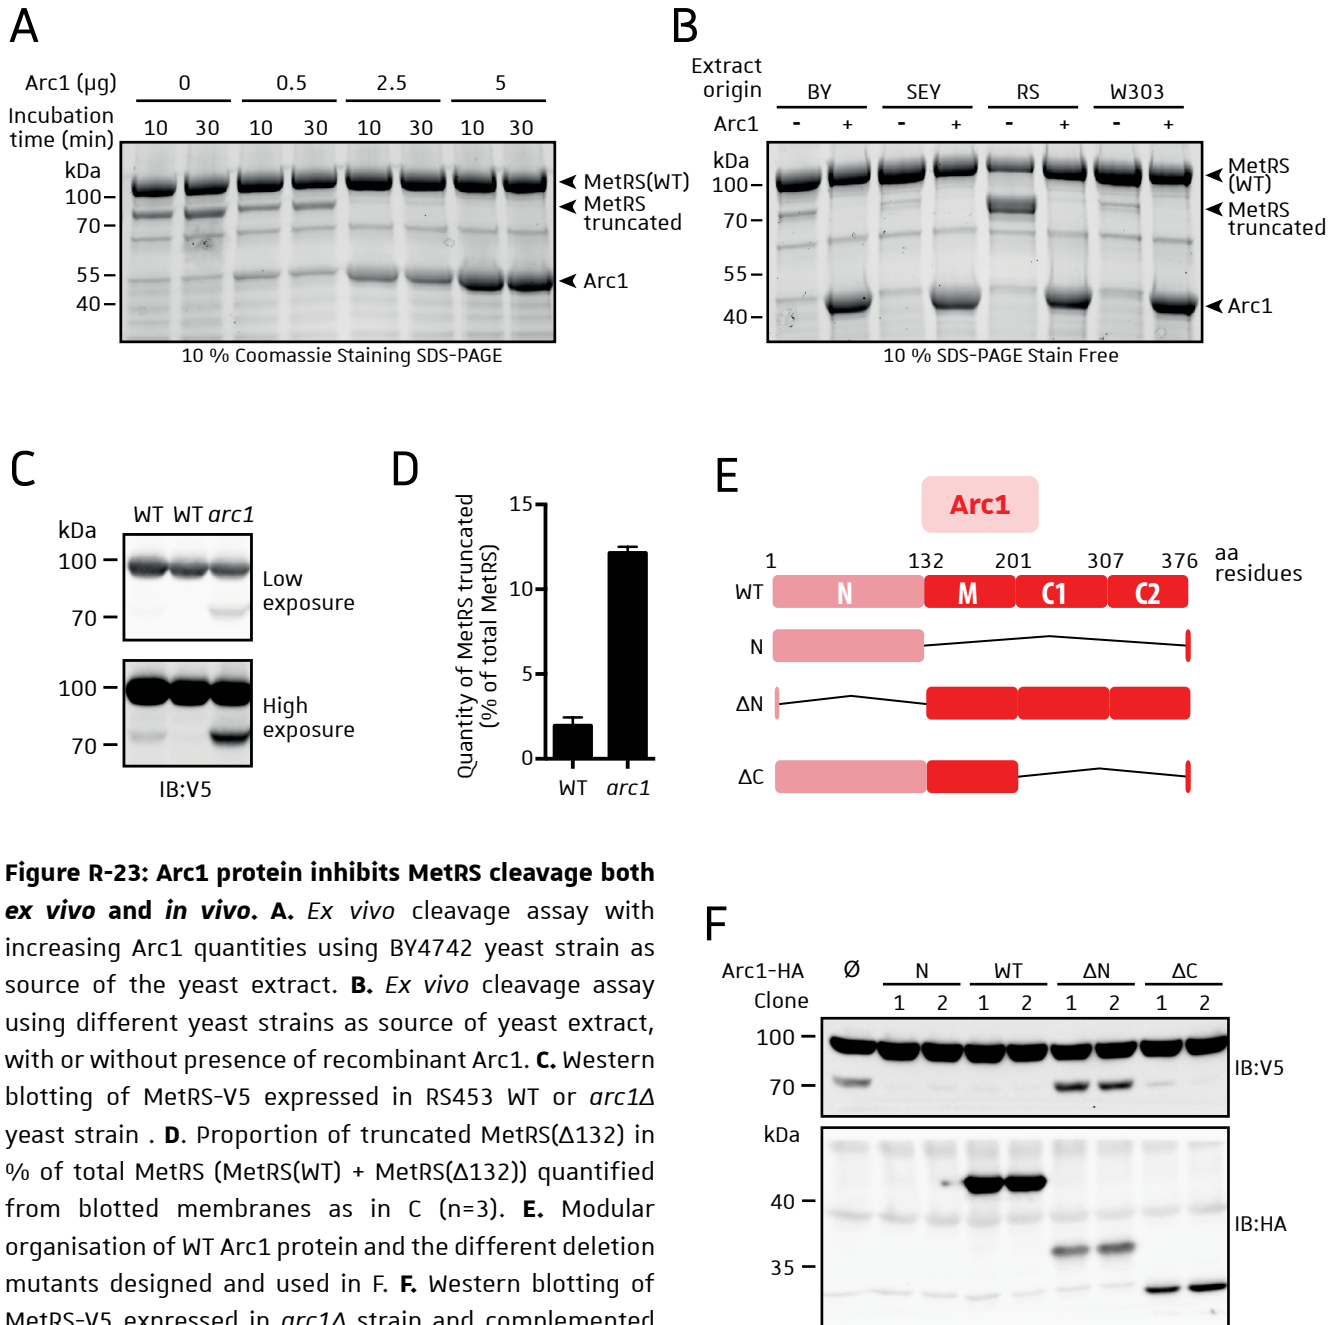 A
Arc1 (µg) 0 0.5 2.5 5
Incubation
time (min) 10 30 10 30 10 30 10 30
kDa
100
70
55
40
MetRS(WT)
MetRS
truncated
Arc1
10 % Coomassie Staining SDS-PAGE
B
Extract
origin BY SEY RS W303
Arc1 - + - + - + - +
kDa
100
70
55
40
MetRS
(WT)
MetRS
truncated
Arc1
10 % SDS-PAGE Stain Free
C
WT WT arc1
kDa
100
70
Low
exposure
100
70
High
exposure
IB:V5
D
Quantity of MetRS truncated
(% of total MetRS)
15
10
5
0
WT arc1
E
Arc1
1 132 201 307 376 aa
residues
WT N M C1 C2
N
ΔN
ΔC
Figure R-23: Arc1 protein inhibits MetRS cleavage both
ex vivo and in vivo. A. Ex vivo cleavage assay with
increasing Arc1 quantities using BY4742 yeast strain as
source of the yeast extract. B. Ex vivo cleavage assay
using different yeast strains as source of yeast extract,
with or without presence of recombinant Arc1. C. Western
blotting of MetRS-V5 expressed in RS453 WT or arc1Δ
yeast strain . D. Proportion of truncated MetRS(Δ132) in
% of total MetRS (MetRS(WT) + MetRS(Δ132)) quantified
from blotted membranes as in C (n=3). E. Modular
organisation of WT Arc1 protein and the different deletion
mutants designed and used in F. F. Western blotting of
MetRS-V5 expressed in arc1Δ strain and complemented
F
Arc1-HA Ø N WT ΔN ΔC
Clone 1 2 1 2 1 2 1 2
100
70
IB:V5
kDa
40
35
IB:HA